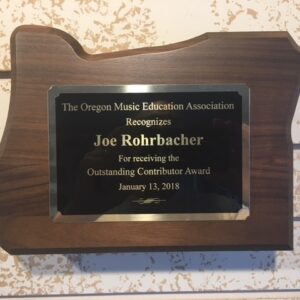 The Oregon Music Education Association
Recognizes
Joe Rohrbacher
For receiving the
Outstanding Contributor Award
January 13, 2018